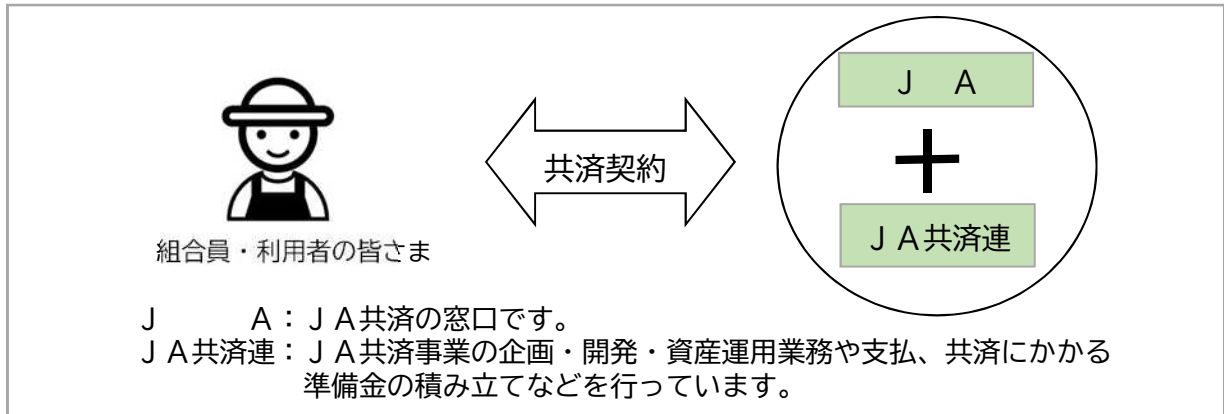 Ｊ　Ａ
共済契約
ＪＡ共済連
組合員・利用者の皆さま
Ｊ　　　Ａ：ＪＡ共済の窓口です。
ＪＡ共済連：ＪＡ共済事業の企画・開発・資産運用業務や支払、共済にかかる
準備金の積み立てなどを行っています。